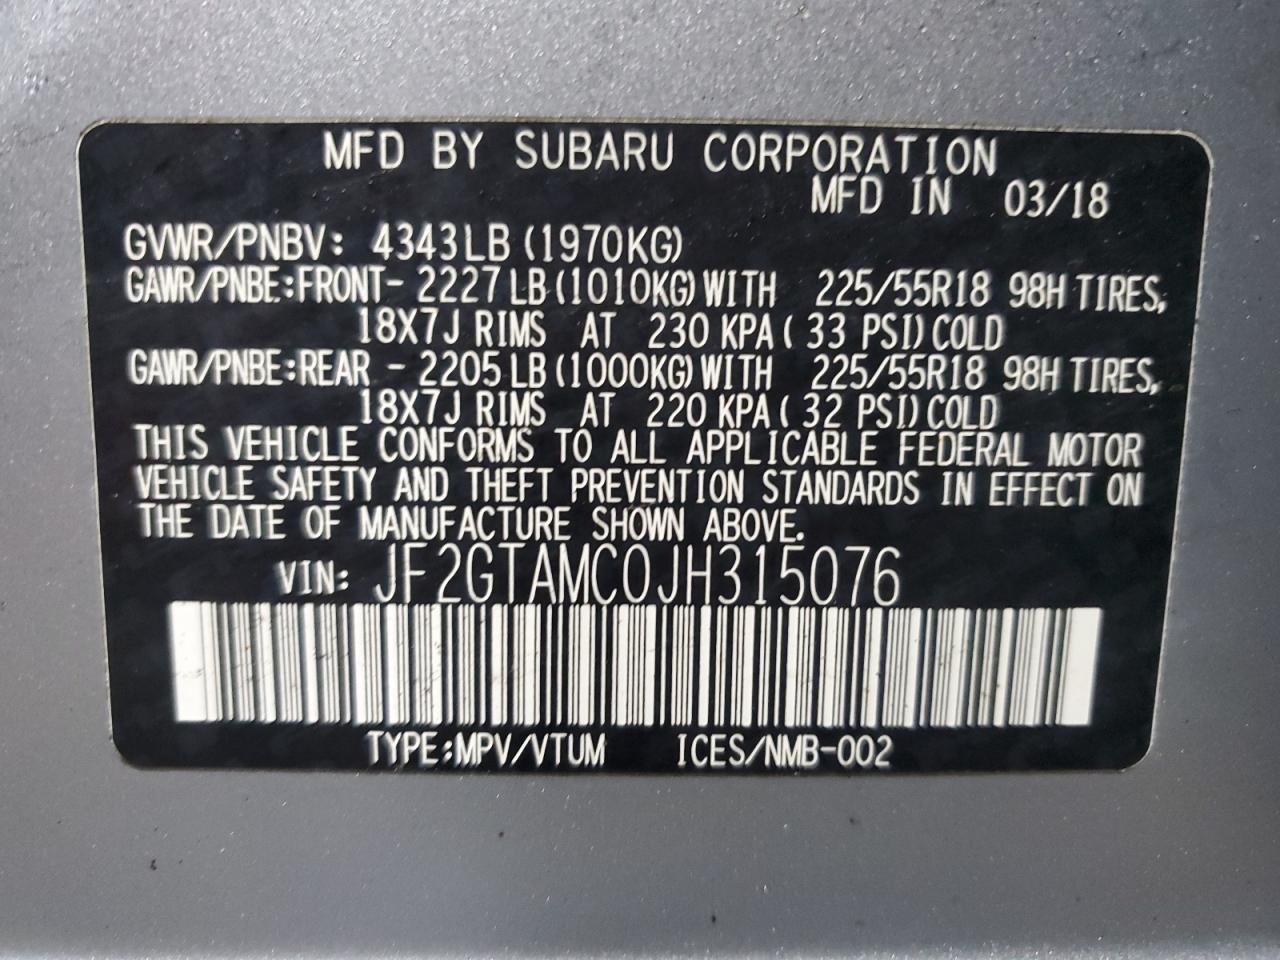 MFD BY SUBARU CORPORATION
MFD IN 03/18
GVWR/PNBV: 4343LB (1970KG)
GAWR/PNBE:FRONT- 2227 LB (1010KG) WITH 225/55R18 98H TIRES,
18X7J RIMS AT 230 KPA ( 33 PSI) COLD
GAWR/PNBE:REAR - 2205 LB (1000KG) WITH 225/55R18 98H TIRES,
18X7J RIMS AT 220 KPA ( 32 PSI) COLD
THIS VEHICLE CONFORMS TO ALL APPLICABLE FEDERAL MOTOR
VEHICLE SAFETY AND THEFT PREVENTION STANDARDS IN EFFECT ON
THE DATE OF MANUFACTURE SHOWN ABOVE.
VIN: JF2GTAMC0JH315076
TYPE:MPV/VTUM ICES/NMB-002